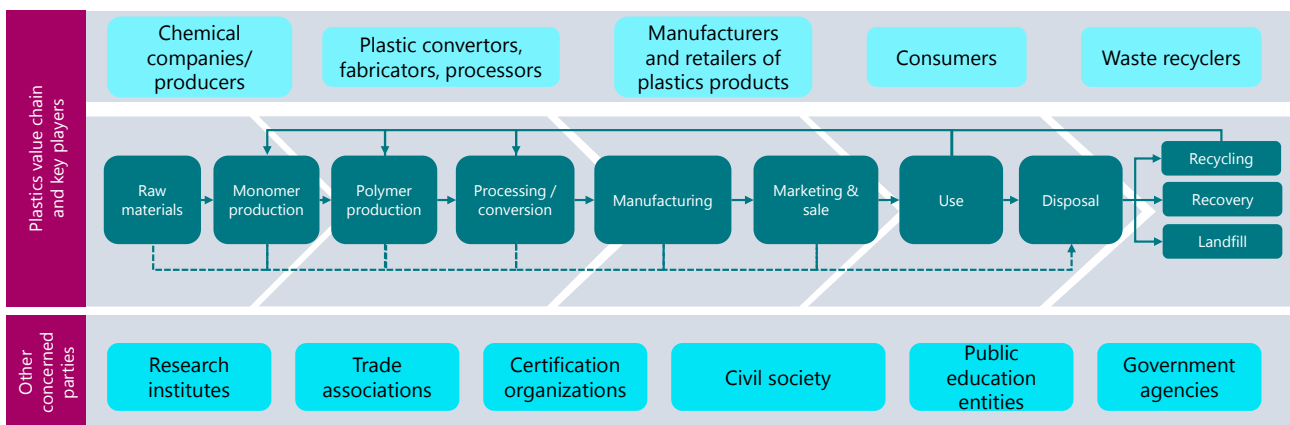 Plastics value chain
and key players
Chemical
companies/
producers
Plastic convertors,
fabricators, processors
Manufacturers
and retailers of
plastics products
Consumers
Waste recyclers
Raw
materials
Monomer
production
Polymer
production
Processing /
conversion
Manufacturing
Marketing &
sale
Use
Disposal
Recycling
Recovery
Landfill
Other
concerned
parties
Research
institutes
Trade
associations
Certification
organizations
Civil society
Public
education
entities
Government
agencies